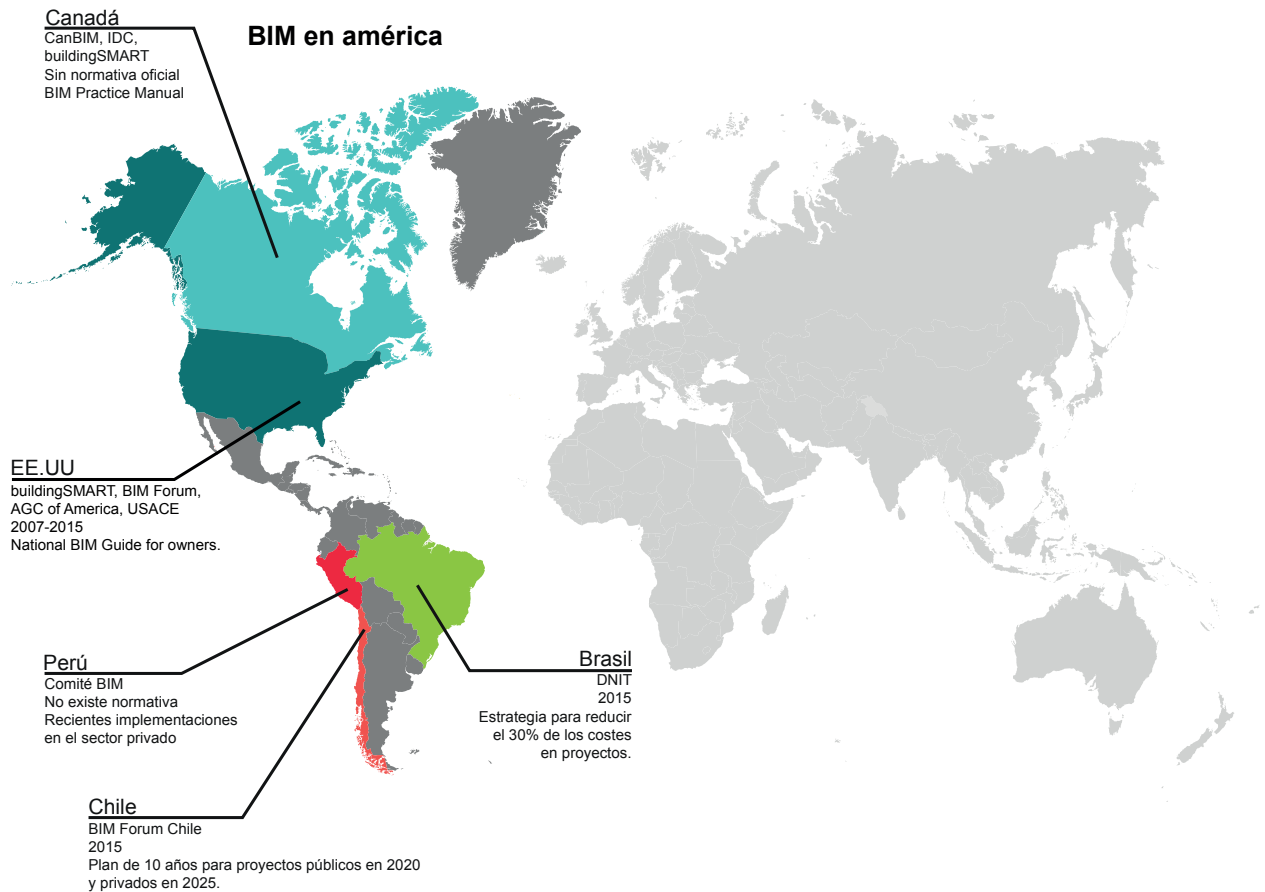 BIM en américa
Canadá
CanBIM, IDC,
buildingSMART
Sin normativa oficial
BIM Practice Manual
EE.UU
buildingSMART, BIM Forum,
AGC of America, USACE
2007-2015
National BIM Guide for owners.
Perú
Comité BIM
No existe normativa
Recientes implementaciones
en el sector privado
Brasil
DNIT
2015
Estrategia para reducir
el 30% de los costes
en proyectos.
Chile
BIM Forum Chile
2015
Plan de 10 años para proyectos públicos en 2020
y privados en 2025.